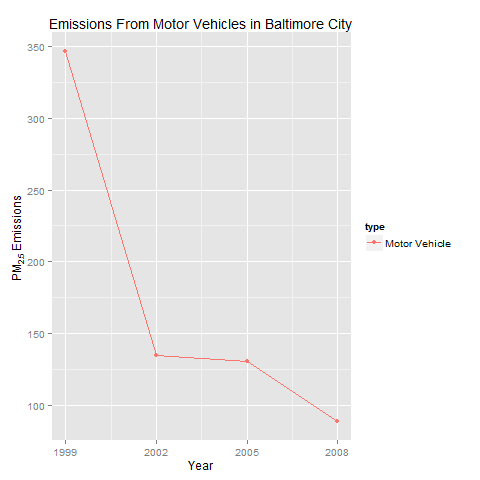 Emissions From Motor Vehicles in Baltimore City
350
300
250
200
150
100
PM2.5 Emissions
1999
2002
2005
2008
Year
type
Motor Vehicle